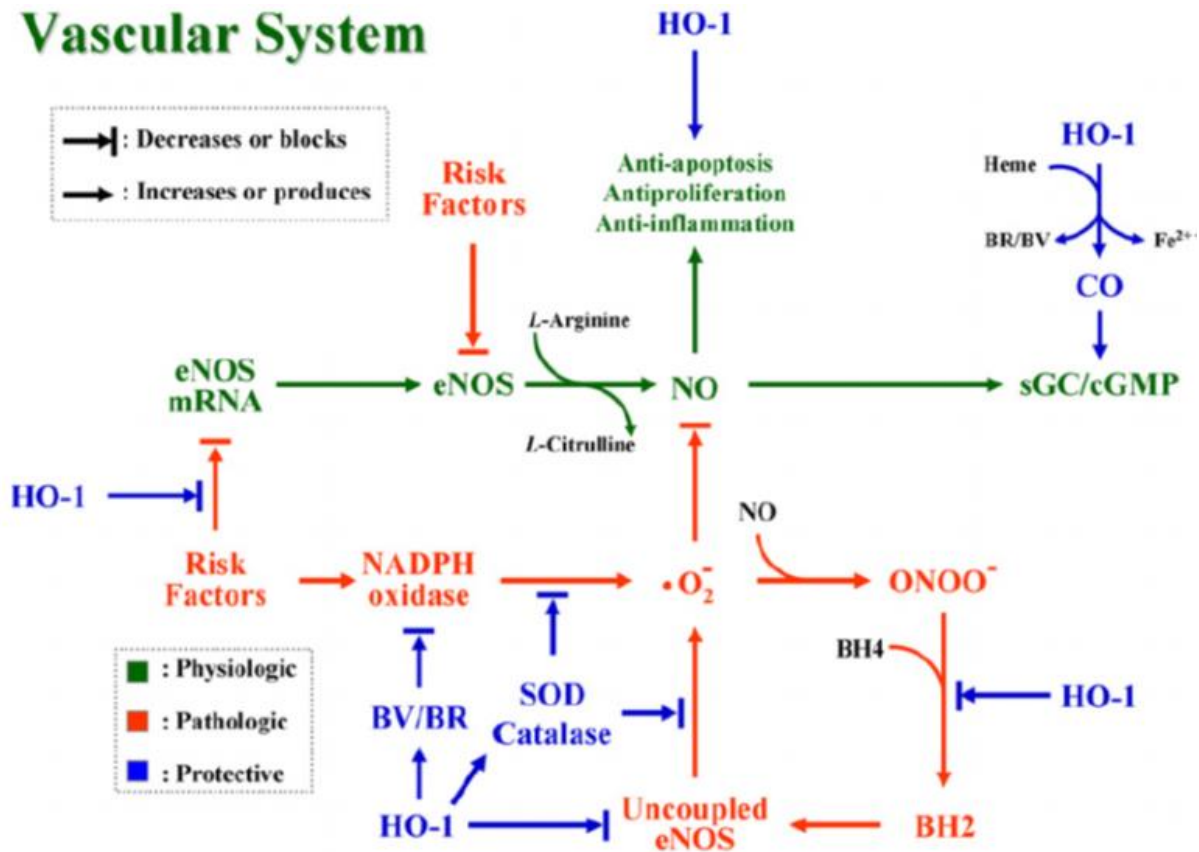 Vascular System
: Decreases or blocks
: Increases or produces
HO-1
Anti-apoptosis
Antiproliferation
Anti-inflammation
Risk
Factors
HO-1
Heme
BR/BV
Fe²⁺
CO
L-Arginine
eNOS
mRNA
eNOS
NO
sGC/cGMP
L-Citrulline
HO-1
NO
Risk
Factors
NADPH
oxidase
·O₂⁻
ONOO⁻
BH4
: Physiologic
: Pathologic
: Protective
BV/BR
SOD
Catalase
HO-1
HO-1
Uncoupled
eNOS
BH2